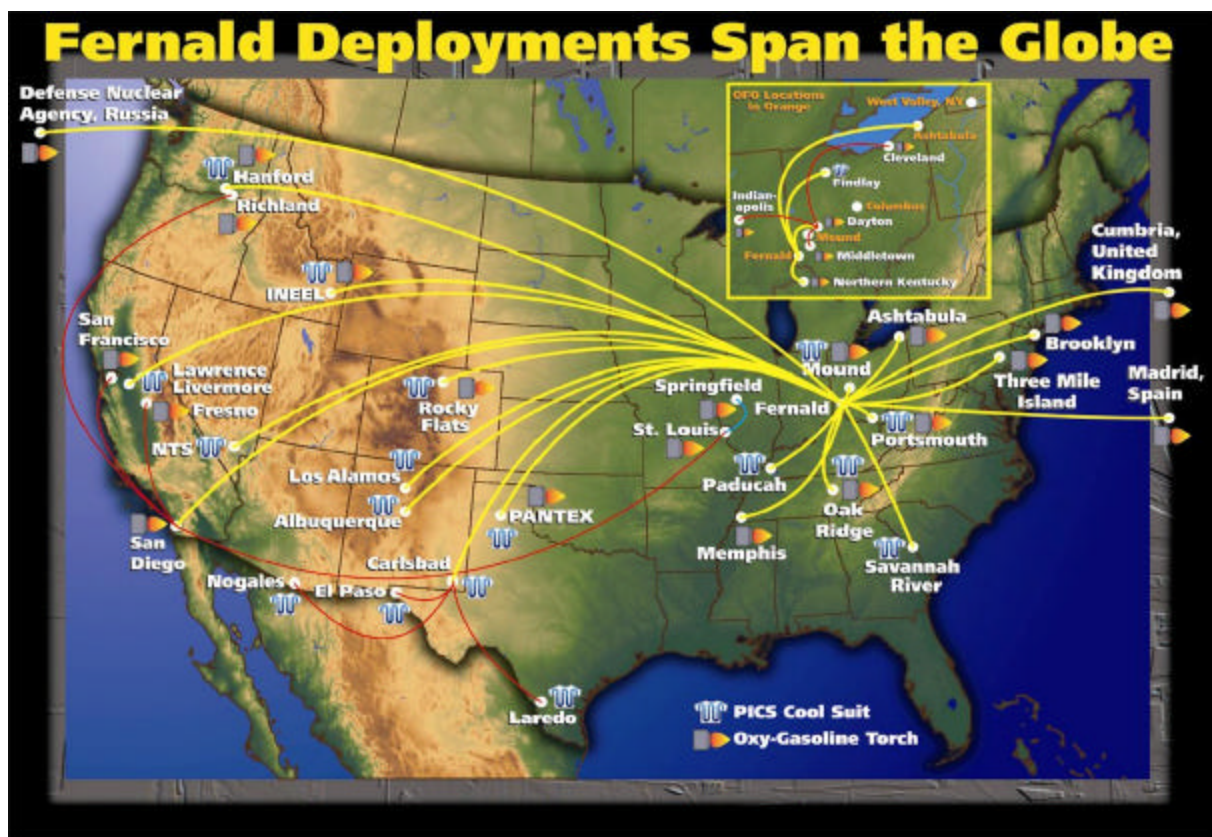 Fernald Deployments Span the Globe
Defense Nuclear
Agency, Russia
OFO Locations
in Orange
West Valley, NY
Ashtabula
Cleveland
Findlay
Indian-
apolis
Columbus
Dayton
Mound
Fernald
Middletown
Northern Kentucky
Hanford
Richland
INEEL
Cumbria,
United
Kingdom
San
Francisco
Ashtabula
Brooklyn
Lawrence
Livermore
Mound
Three Mile
Island
Madrid,
Spain
Fresno
Rocky
Flats
Springfield
Fernald
St. Louis
Portsmouth
NTS
Los Alamos
Paducah
Albuquerque
PANTEX
Oak
Ridge
San
Diego
Memphis
Savannah
River
Carlsbad
Nogales
El Paso
Laredo
PICS Cool Suit
Oxy-Gasoline Torch